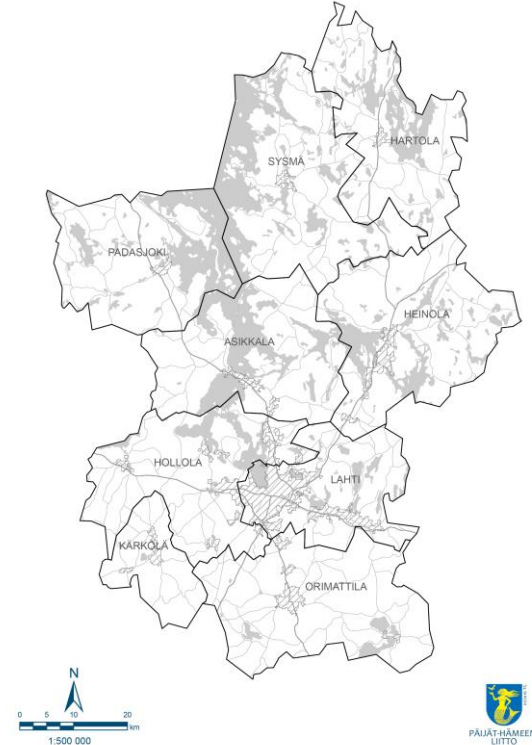 HARTOLA
SYSMÄ
PADASJOKI
HEINOLA
ASIKKALA
HOLLOLA
LAHTI
KÄRKÖLÄ
ORIMATTILA
N
0 5 10 20
km
1:500 000
PÄIJÄT-HÄMEEN
LIITTO